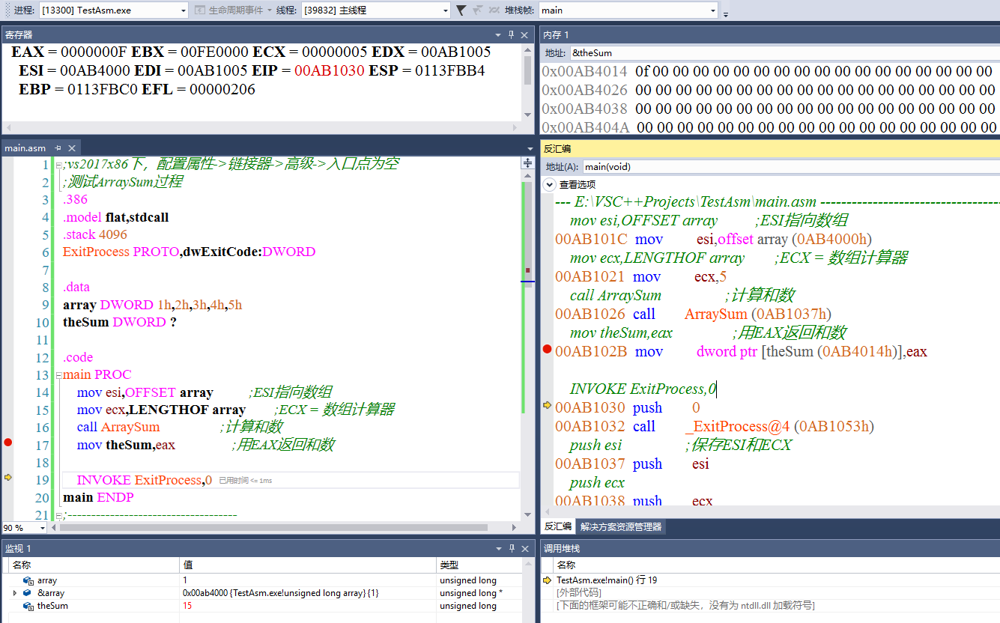 进程: [13300] TestAsm.exe 生命周期事件 线程: [39832] 主线程 堆栈帧: main
寄存器
EAX = 0000000F EBX = 00FE0000 ECX = 00000005 EDX = 00AB1005
ESI = 00AB4000 EDI = 00AB1005 EIP = 00AB1030 ESP = 0113FBB4
EBP = 0113FBC0 EFL = 00000206
内存 1
地址: &theSum
0x00AB4014 0f 00 00 00 00 00 00 00 00 00 00 00 00 00 00 00 00 00
0x00AB4026 00 00 00 00 00 00 00 00 00 00 00 00 00 00 00 00 00 00
0x00AB4038 00 00 00 00 00 00 00 00 00 00 00 00 00 00 00 00 00 00
0x00AB404A 00 00 00 00 00 00 00 00 00 00 00 00 00 00 00 00 00 00
main.asm
1 ;vs2017x86下，配置属性->链接器->高级->入口点为空
2 ;测试ArraySum过程
3 .386
4 .model flat,stdcall
5 .stack 4096
6 ExitProcess PROTO,dwExitCode:DWORD
7
8 .data
9 array DWORD 1h,2h,3h,4h,5h
10 theSum DWORD ?
11
12 .code
13 main PROC
14 mov esi,OFFSET array ;ESI指向数组
15 mov ecx,LENGTHOF array ;ECX = 数组计算器
16 call ArraySum ;计算和数
17 mov theSum,eax ;用EAX返回和数
18
19 INVOKE ExitProcess,0 已用时间 <= 1ms
20 main ENDP
21 ;------------------------------------
90 %
反汇编
地址(A): main(void)
查看选项
--- E:\VSC++Projects\TestAsm\main.asm ----------------------------------
mov esi,OFFSET array ;ESI指向数组
00AB101C mov esi,offset array (0AB4000h)
mov ecx,LENGTHOF array ;ECX = 数组计算器
00AB1021 mov ecx,5
call ArraySum ;计算和数
00AB1026 call ArraySum (0AB1037h)
mov theSum,eax ;用EAX返回和数
00AB102B mov dword ptr [theSum (0AB4014h)],eax
INVOKE ExitProcess,0
00AB1030 push 0
00AB1032 call _ExitProcess@4 (0AB1053h)
push esi ;保存ESI和ECX
00AB1037 push esi
push ecx
00AB1038 push ecx
反汇编 解决方案资源管理器
监视 1
名称 值 类型
array 1 unsigned long
&array 0x00ab4000 {TestAsm.exe!unsigned long array} {1} unsigned long *
theSum 15 unsigned long
调用堆栈
名称
TestAsm.exe!main() 行 19
[外部代码]
[下面的框架可能不正确和/或缺失，没有为 ntdll.dll 加载符号]